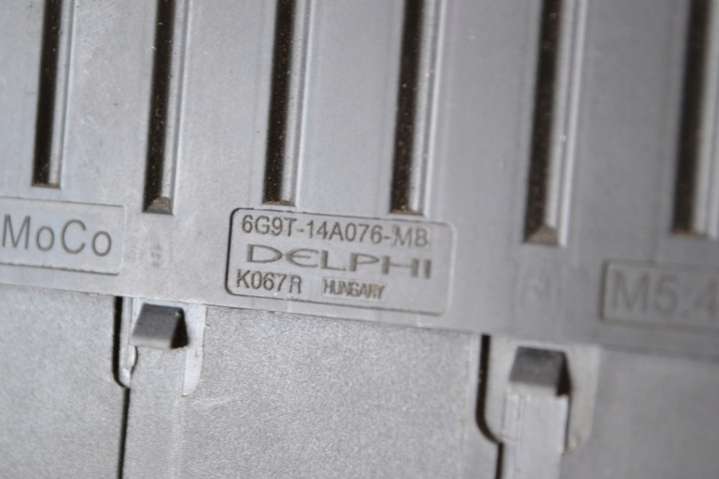 MoCo
6G9T-14A076-MB
DELPHI
K067R HUNGARY
M5.4